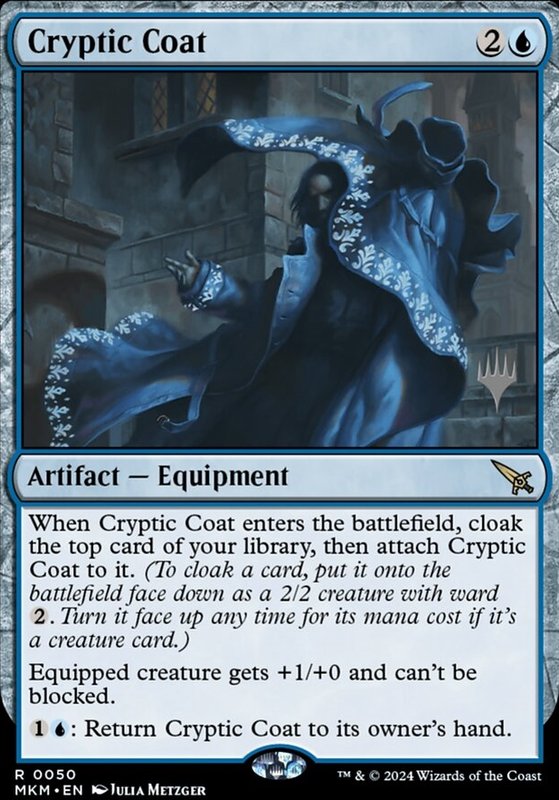 Cryptic Coat 2
Artifact — Equipment
When Cryptic Coat enters the battlefield, cloak
the top card of your library, then attach Cryptic
Coat to it. (To cloak a card, put it onto the
battlefield face down as a 2/2 creature with ward
2. Turn it face up any time for its mana cost if it's
a creature card.)
Equipped creature gets +1/+0 and can't be
blocked.
1 : Return Cryptic Coat to its owner's hand.
R 0050
MKM • EN Julia Metzger
™ & © 2024 Wizards of the Coast